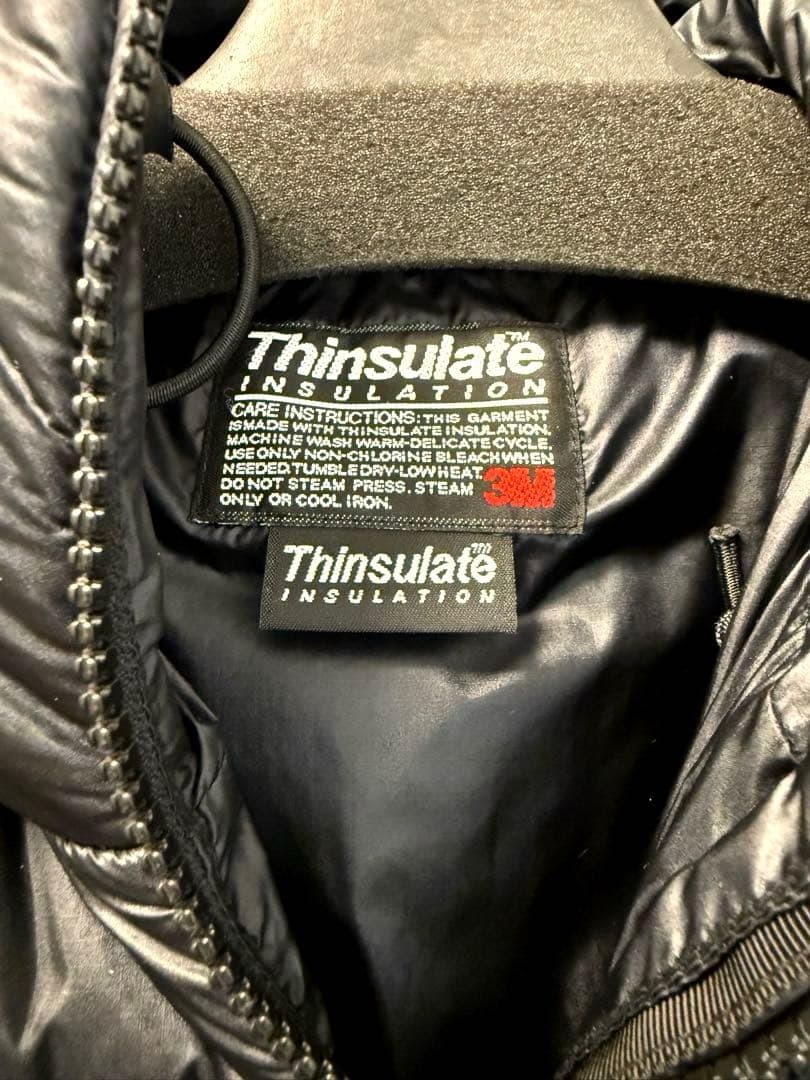 Thinsulate™
INSULATION
CARE INSTRUCTIONS: THIS GARMENT
IS MADE WITH THINSULATE INSULATION.
MACHINE WASH WARM-DELICATE CYCLE,
USE ONLY NON-CHLORINE BLEACH WHEN
NEEDED. TUMBLE DRY-LOW HEAT.
DO NOT STEAM PRESS. STEAM
ONLY OR COOL IRON.
3M
Thinsulate™
INSULATION